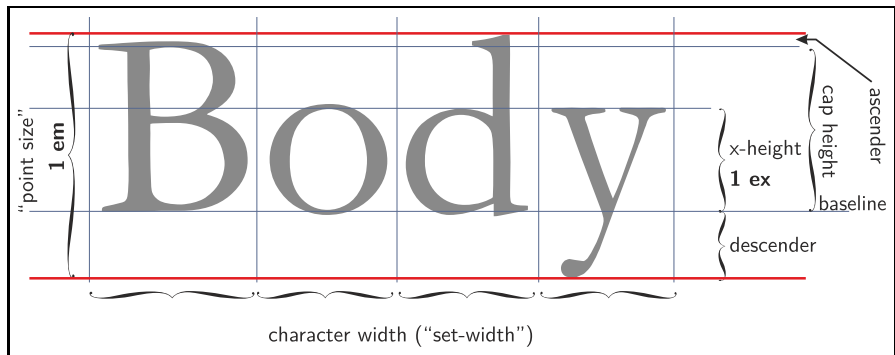 Body
“point size”
1 em
x-height
1 ex
cap height
ascender
baseline
descender
character width (“set-width”)